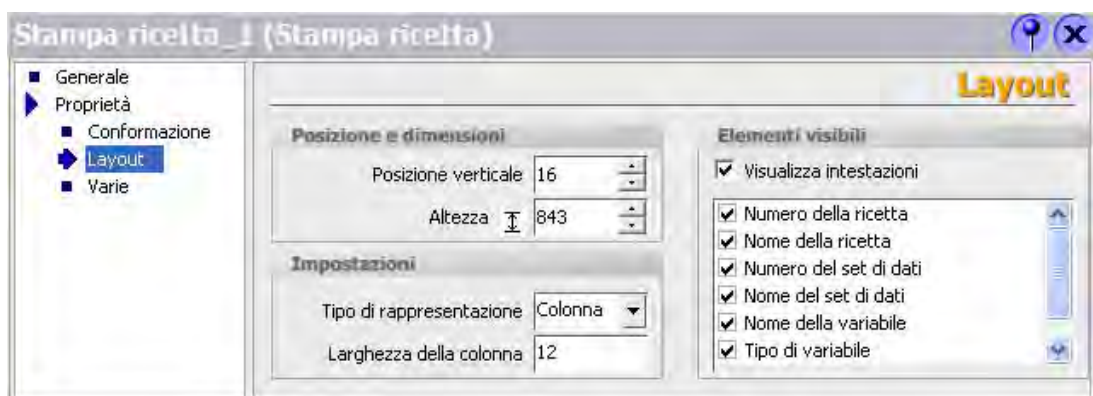 Stampa ricetta_1 (Stampa ricetta)
Generale
Proprietà
Conformazione
Layout
Varie
Layout
Posizione e dimensioni
Posizione verticale 16
Altezza 843
Impostazioni
Tipo di rappresentazione Colonna
Larghezza della colonna 12
Elementi visibili
Visualizza intestazioni
Numero della ricetta
Nome della ricetta
Numero del set di dati
Nome del set di dati
Nome della variabile
Tipo di variabile